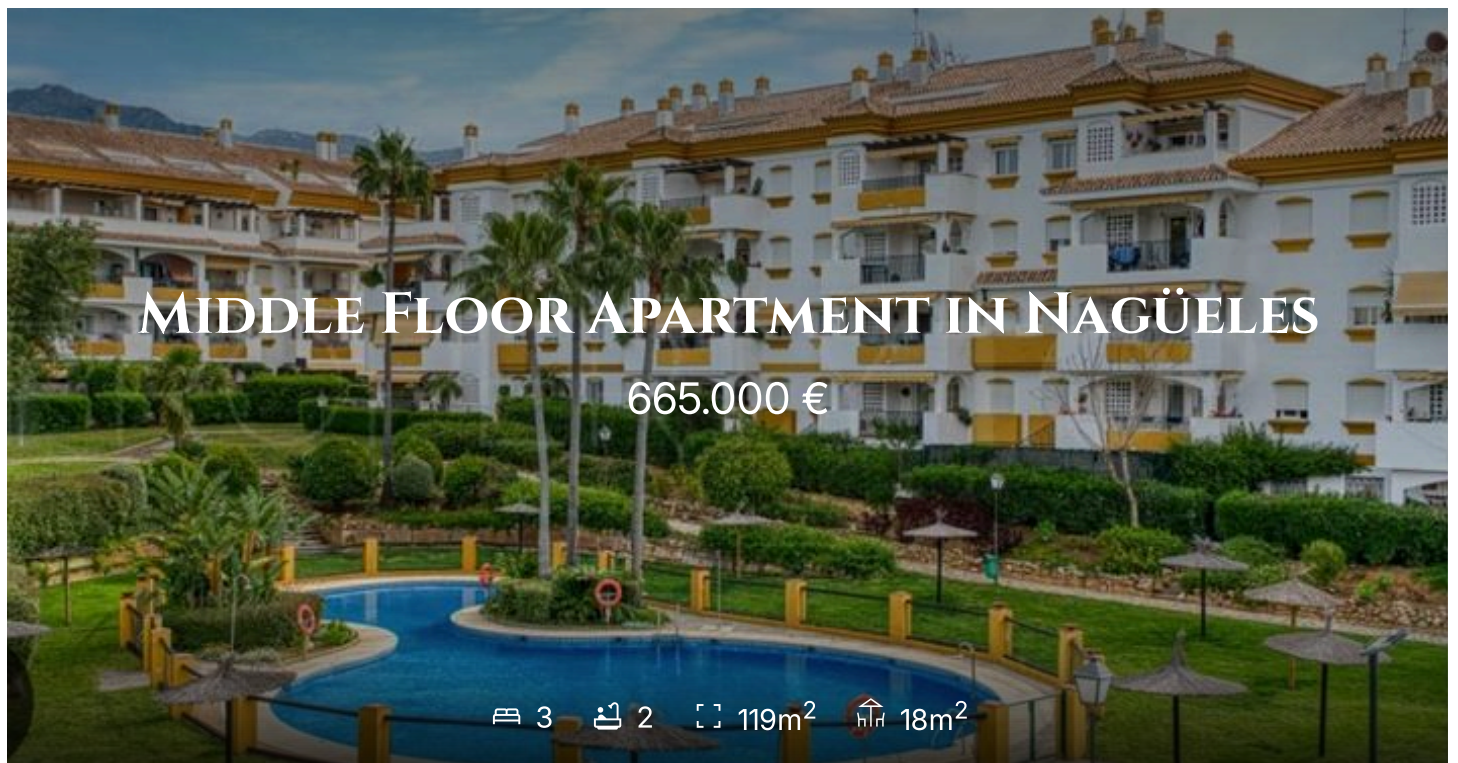 Middle Floor Apartment in Nagüeles
665.000 €
3 2 119m² 18m²